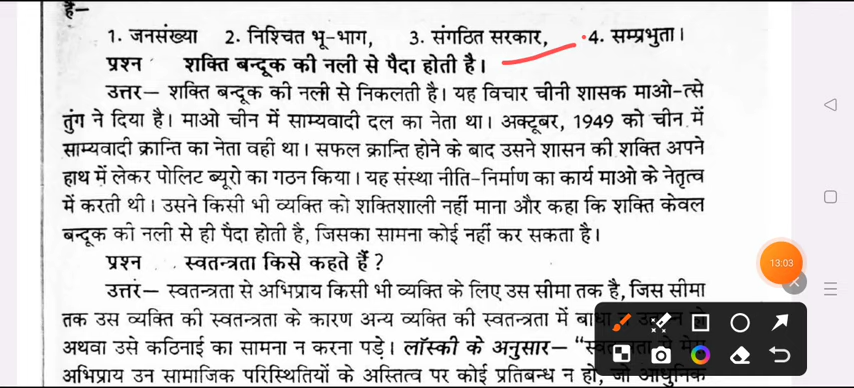 है–
1. जनसंख्या 2. निश्चित भू-भाग, 3. संगठित सरकार, 4. सम्प्रभुता।
प्रश्न शक्ति बन्दूक की नली से पैदा होती है।
उत्तर– शक्ति बन्दूक की नली से निकलती है। यह विचार चीनी शासक माओ-त्से
तुंग ने दिया है। माओ चीन में साम्यवादी दल का नेता था। अक्टूबर, 1949 को चीन में
साम्यवादी क्रान्ति का नेता वही था। सफल क्रान्ति होने के बाद उसने शासन की शक्ति अपने
हाथ में लेकर पोलिट ब्यूरो का गठन किया। यह संस्था नीति-निर्माण का कार्य माओ के नेतृत्व
में करती थी। उसने किसी भी व्यक्ति को शक्तिशाली नहीं माना और कहा कि शक्ति केवल
बन्दूक की नली से ही पैदा होती है, जिसका सामना कोई नहीं कर सकता है।
प्रश्न स्वतन्त्रता किसे कहते हैं ?
उत्तर– स्वतन्त्रता से अभिप्राय किसी भी व्यक्ति के लिए उस सीमा तक है, जिस सीमा
तक उस व्यक्ति की स्वतन्त्रता के कारण अन्य व्यक्ति की स्वतन्त्रता में
अथवा उसे कठिनाई का सामना न करना पड़े। लॉस्की के अनुसार–
अभिप्राय उन सामाजिक परिस्थितियों के अस्तित्व पर कोई प्रतिबन्ध न हो,
13:03